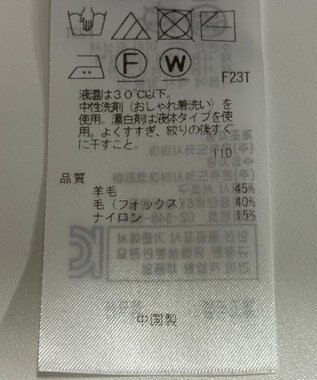 F
W
F23T
液温は30℃以下。
中性洗剤（おしゃれ着洗い）を
使用。漂白剤は液体タイプを使
用。よくすすぎ、絞りの後すぐ
に干すこと。
110
品質
羊毛 45%
毛（フォックス） 40%
ナイロン 15%
中国製